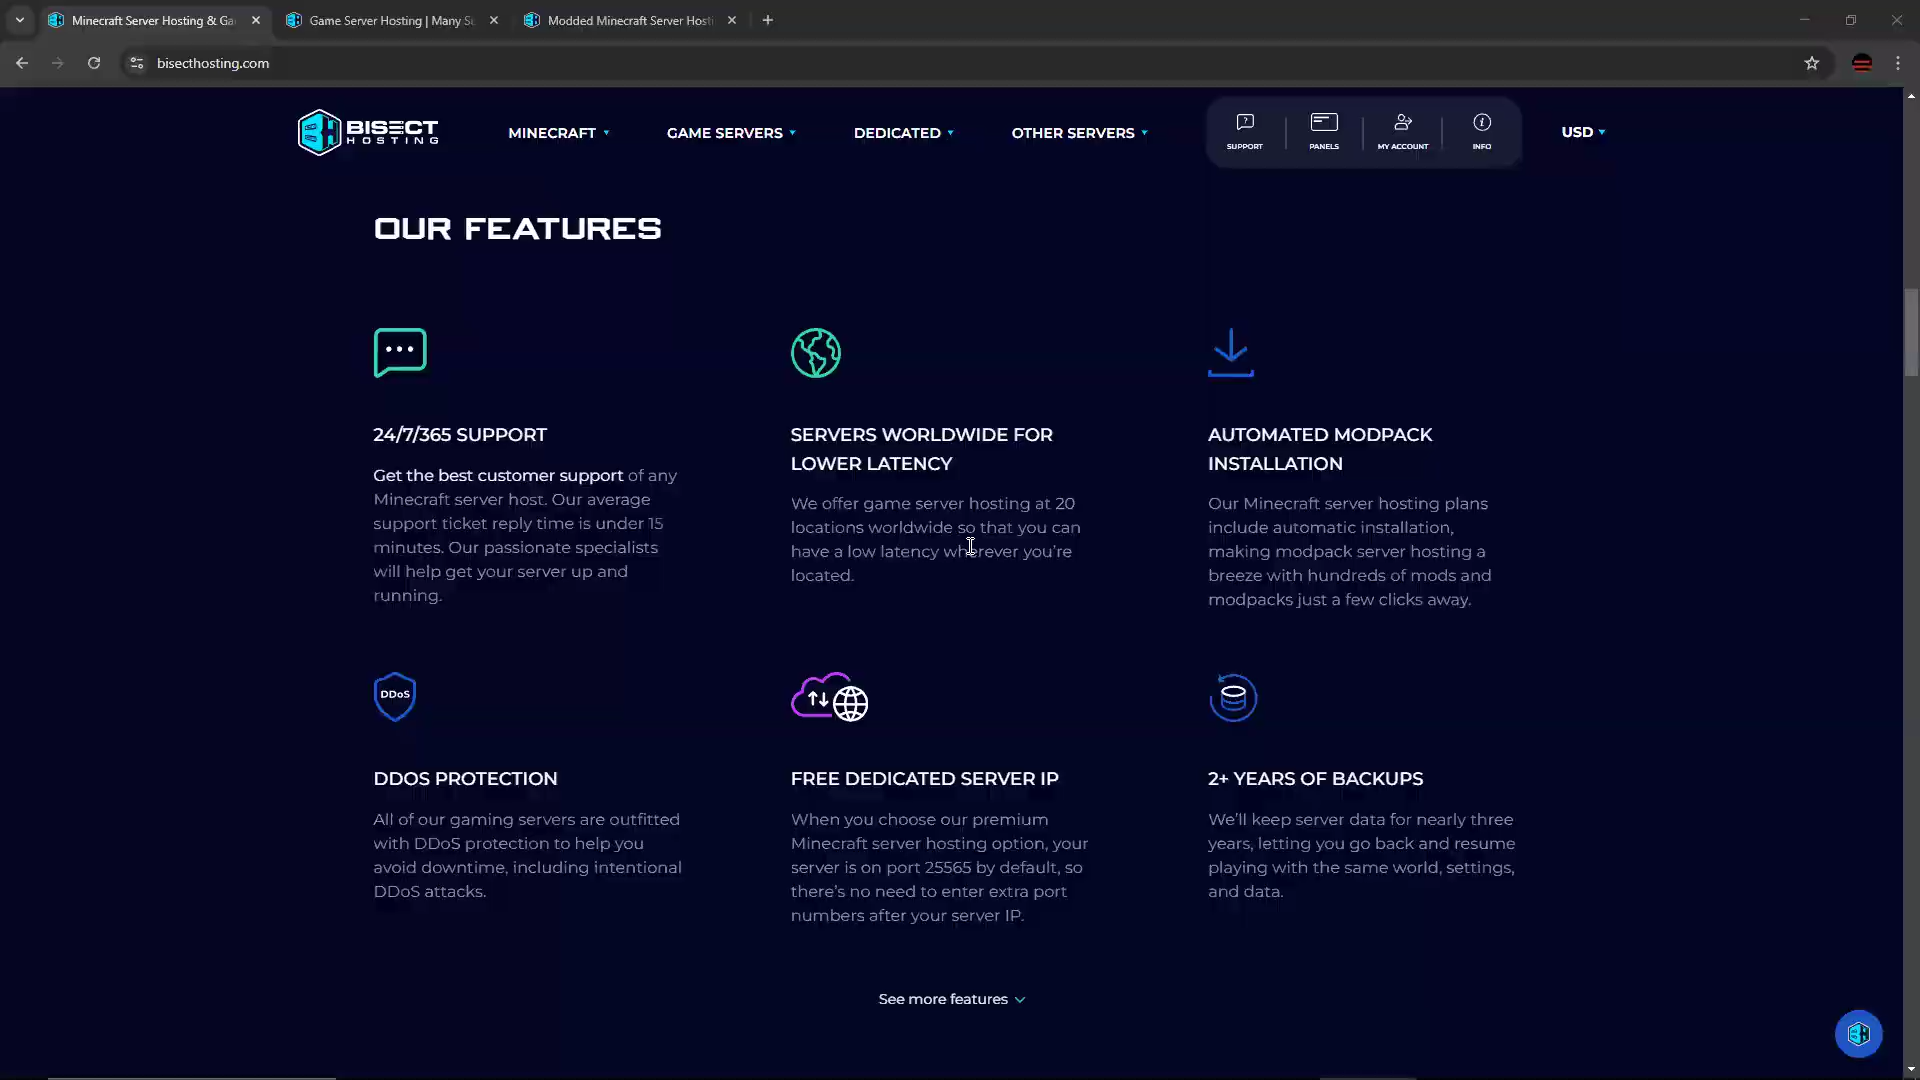 Minecraft Server Hosting & Ga
Game Server Hosting | Many Su
Modded Minecraft Server Hosti
bisecthosting.com
BISECT
HOSTING
MINECRAFT
GAME SERVERS
DEDICATED
OTHER SERVERS
SUPPORT
PANELS
MY ACCOUNT
INFO
USD
OUR FEATURES
24/7/365 SUPPORT
Get the best customer support of any
Minecraft server host. Our average
support ticket reply time is under 15
minutes. Our passionate specialists
will help get your server up and
running.
SERVERS WORLDWIDE FOR
LOWER LATENCY
We offer game server hosting at 20
locations worldwide so that you can
have a low latency wherever you're
located.
AUTOMATED MODPACK
INSTALLATION
Our Minecraft server hosting plans
include automatic installation,
making modpack server hosting a
breeze with hundreds of mods and
modpacks just a few clicks away.
DDoS
DDOS PROTECTION
All of our gaming servers are outfitted
with DDoS protection to help you
avoid downtime, including intentional
DDoS attacks.
FREE DEDICATED SERVER IP
When you choose our premium
Minecraft server hosting option, your
server is on port 25565 by default, so
there's no need to enter extra port
numbers after your server IP.
2+ YEARS OF BACKUPS
We'll keep server data for nearly three
years, letting you go back and resume
playing with the same world, settings,
and data.
See more features